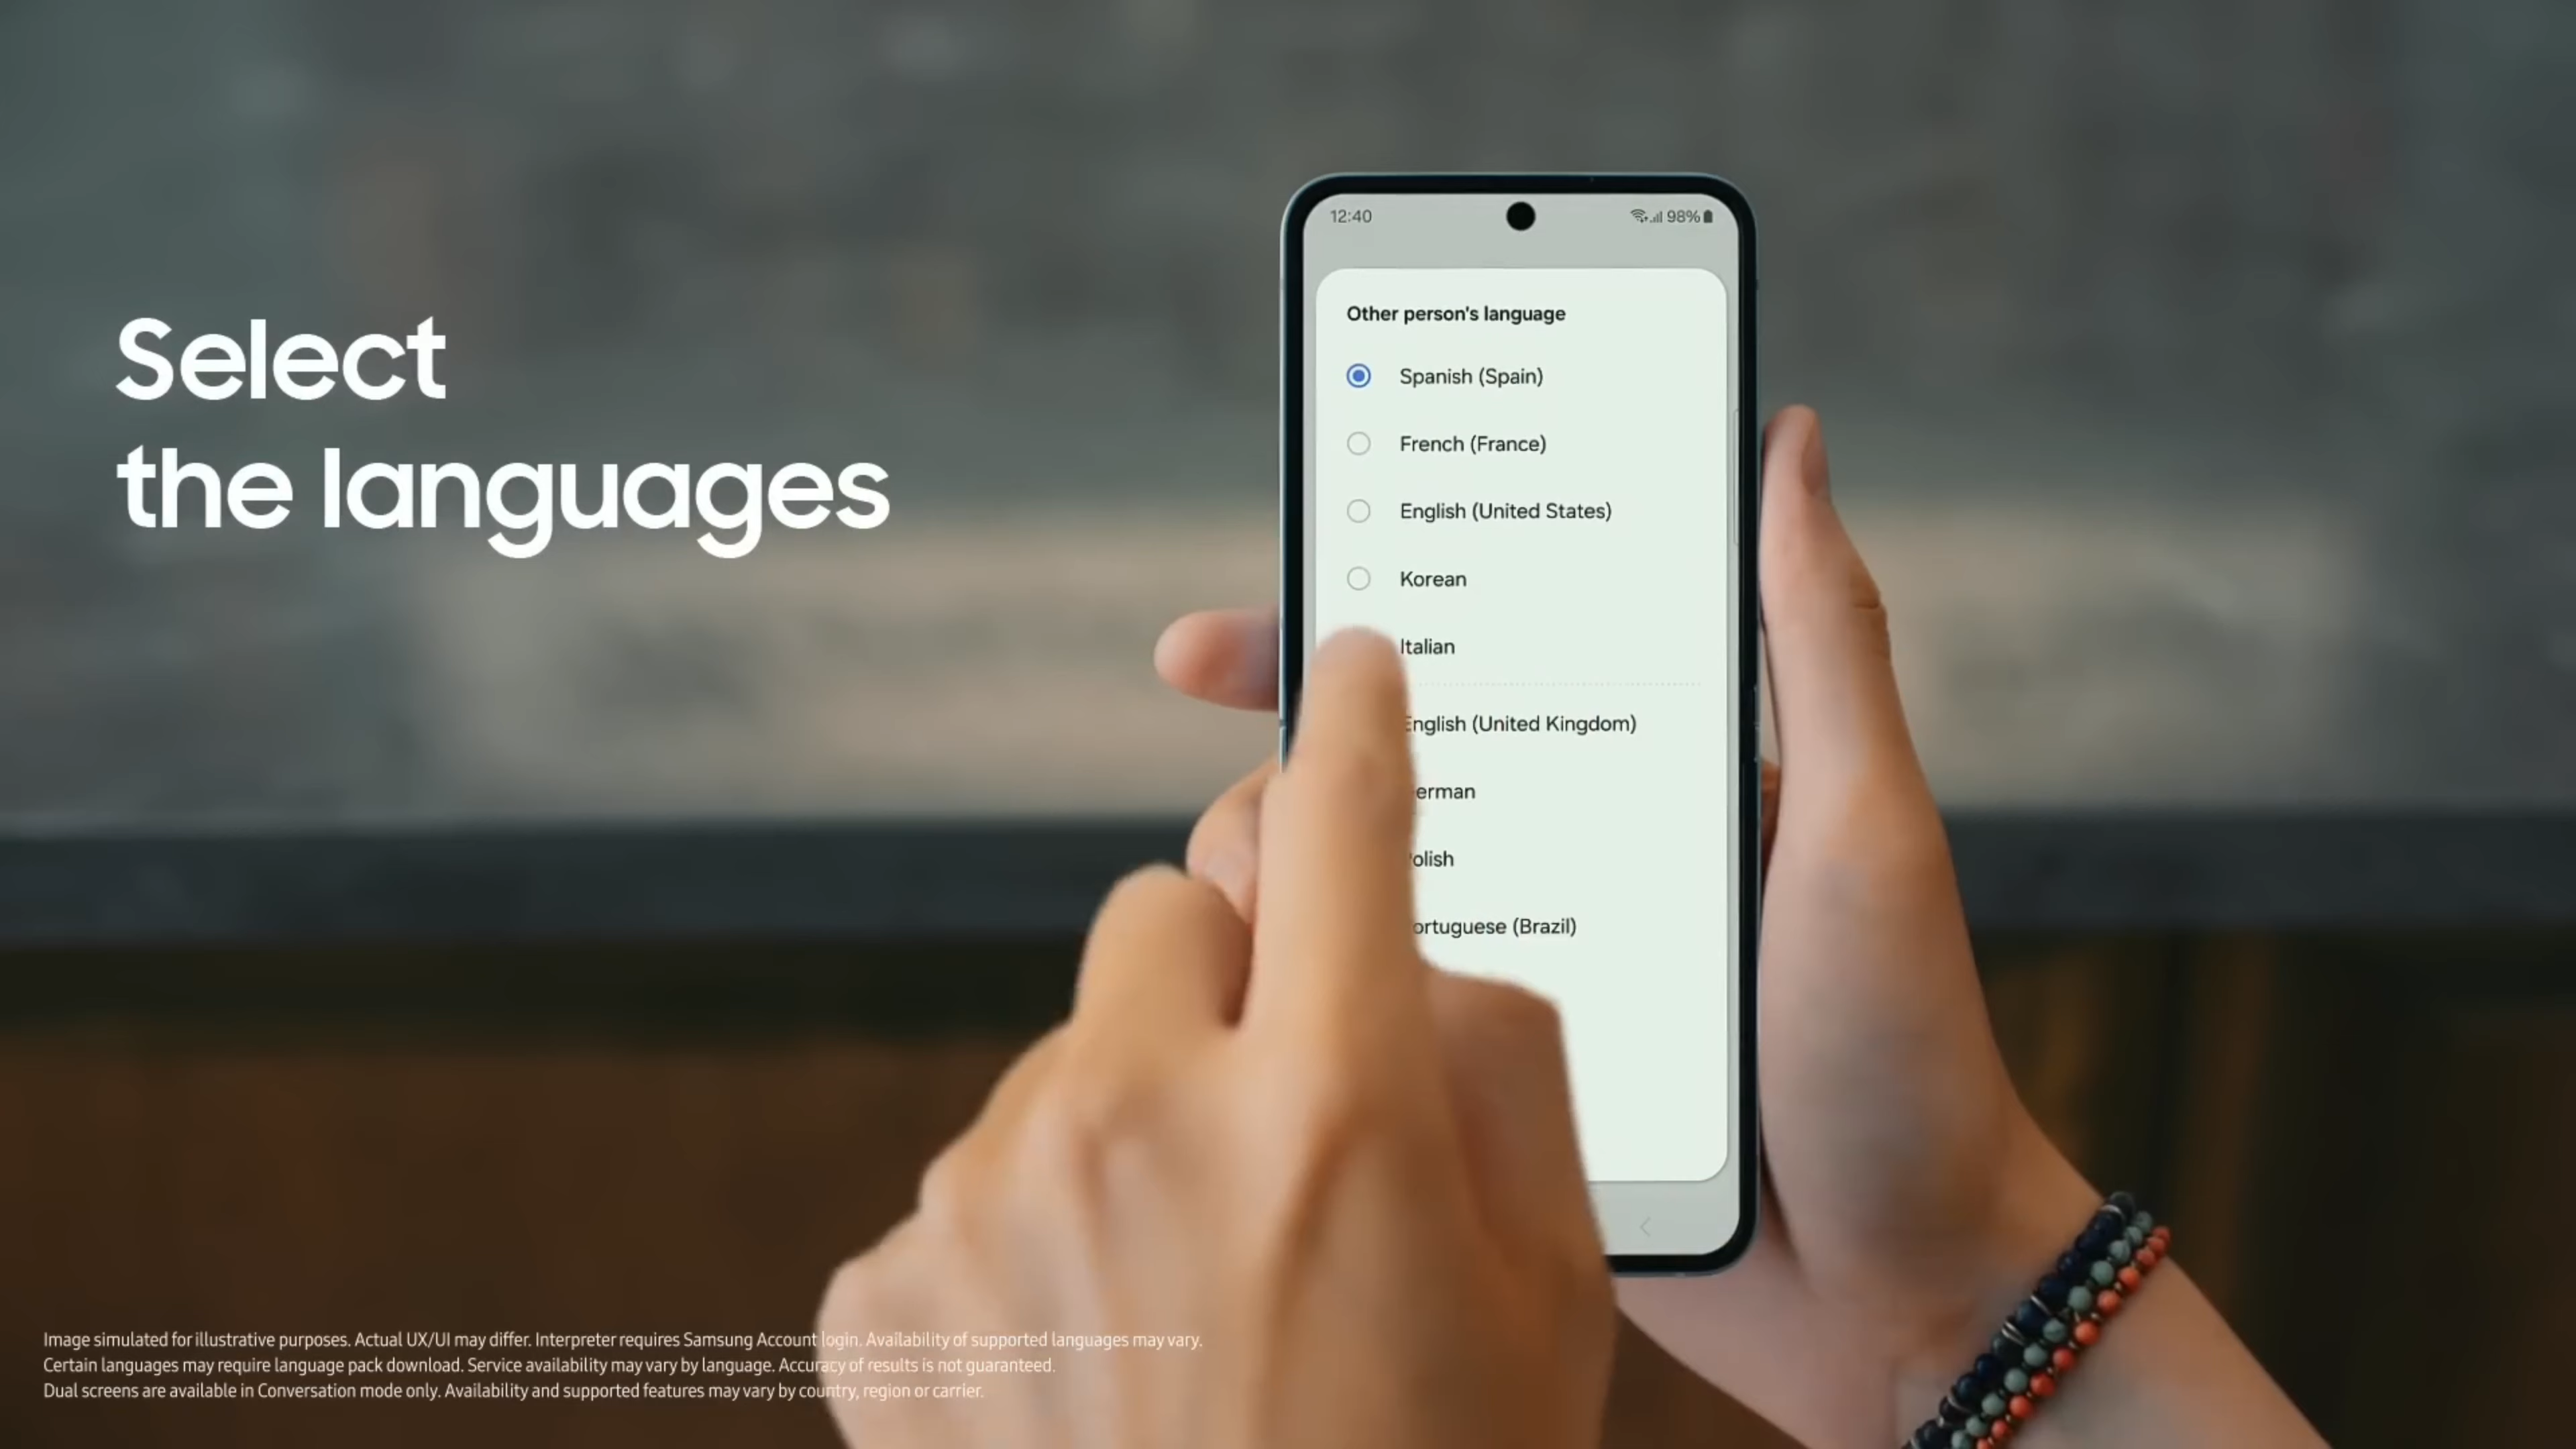 Select
the languages
12:40
98%
Other person's language
Spanish (Spain)
French (France)
English (United States)
Korean
Italian
English (United Kingdom)
erman
olish
ortuguese (Brazil)
Image simulated for illustrative purposes. Actual UX/UI may differ. Interpreter requires Samsung Account login. Availability of supported languages may vary.
Certain languages may require language pack download. Service availability may vary by language. Accuracy of results is not guaranteed.
Dual screens are available in Conversation mode only. Availability and supported features may vary by country, region or carrier.